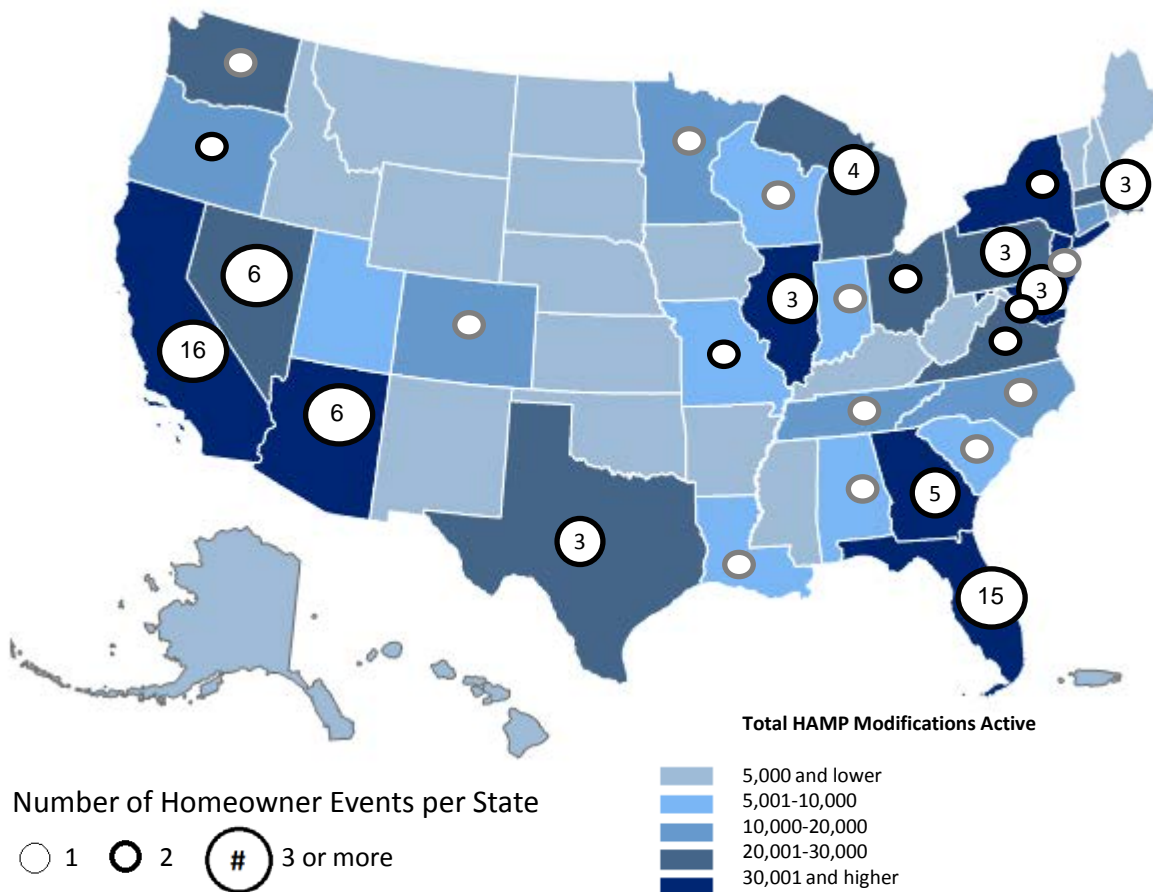 4
3
3
6
3
3
16
6
5
3
15
Total HAMP Modifications Active
5,000 and lower
5,001-10,000
10,000-20,000
20,001-30,000
30,001 and higher
Number of Homeowner Events per State
1 2 # 3 or more